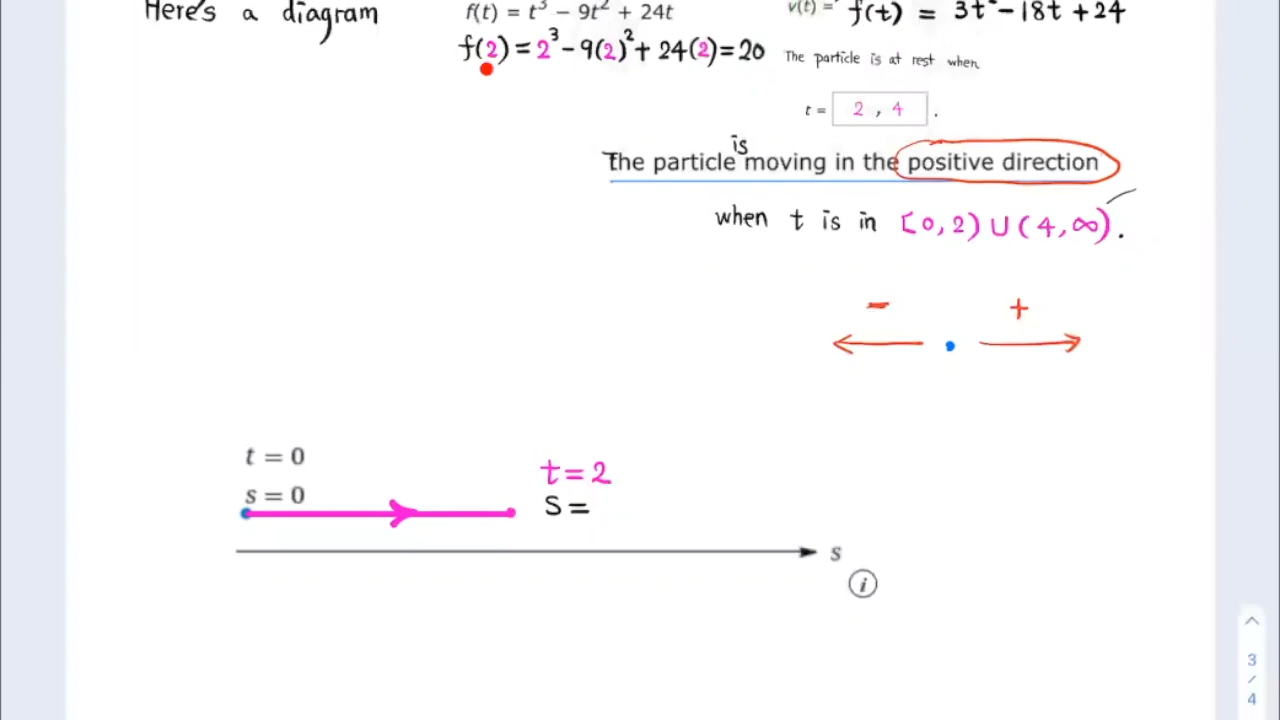 Here's a diagram
f(t) = t³ − 9t² + 24t
f(2) = 2³ − 9(2)² + 24(2) = 20
v(t) = f(t) = 3t² − 18t + 24
The particle is at rest when
t = 2 , 4 .
The particle is moving in the positive direction
when t is in [0, 2) ∪ (4, ∞).
− +
t = 0
s = 0
t = 2
S =
s
i
3
/
4